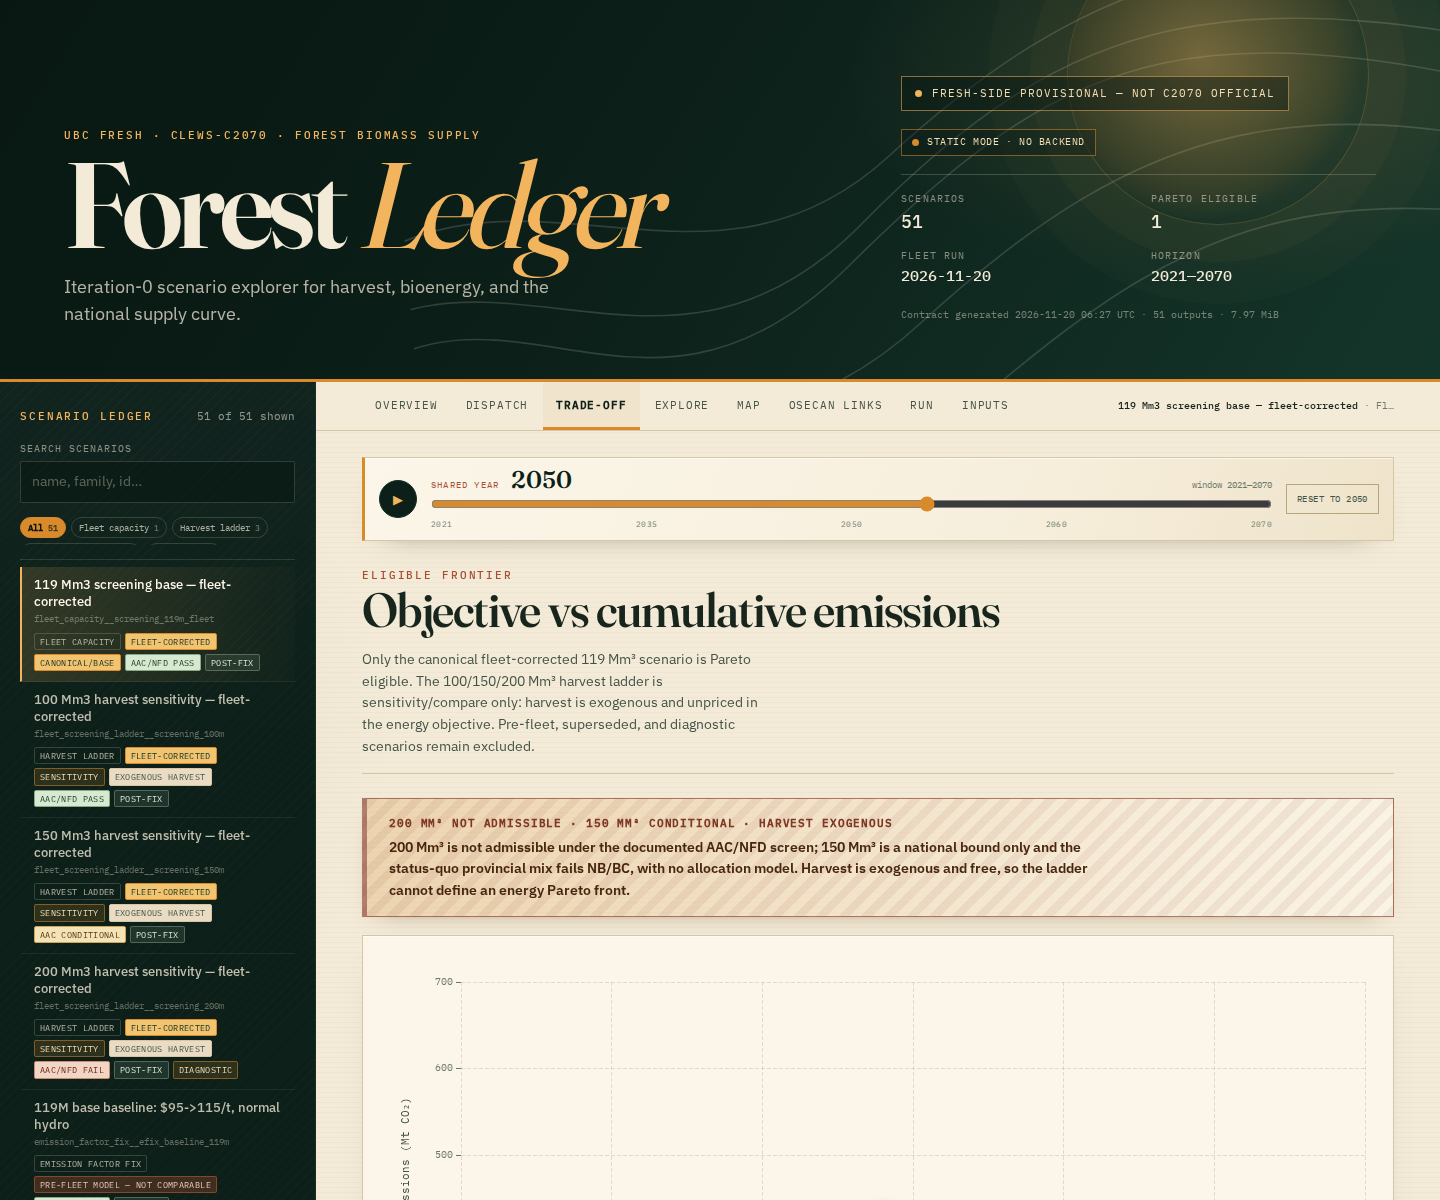 UBC FRESH · CLEWS-C2070 · FOREST BIOMASS SUPPLY
Forest Ledger
Iteration-0 scenario explorer for harvest, bioenergy, and the
national supply curve.
FRESH-SIDE PROVISIONAL — NOT C2070 OFFICIAL
STATIC MODE · NO BACKEND
SCENARIOS
51
PARETO ELIGIBLE
1
FLEET RUN
2026-11-20
HORIZON
2021—2070
Contract generated 2026-11-20 06:27 UTC · 51 outputs · 7.97 MiB
SCENARIO LEDGER
51 of 51 shown
SEARCH SCENARIOS
name, family, id...
All 51
Fleet capacity 1
Harvest ladder 3
119 Mm3 screening base — fleet-
corrected
fleet_capacity__screening_119m_fleet
FLEET CAPACITY
FLEET-CORRECTED
CANONICAL/BASE
AAC/NFD PASS
POST-FIX
100 Mm3 harvest sensitivity — fleet-
corrected
fleet_screening_ladder__screening_100m
HARVEST LADDER
FLEET-CORRECTED
SENSITIVITY
EXOGENOUS HARVEST
AAC/NFD PASS
POST-FIX
150 Mm3 harvest sensitivity — fleet-
corrected
fleet_screening_ladder__screening_150m
HARVEST LADDER
FLEET-CORRECTED
SENSITIVITY
EXOGENOUS HARVEST
AAC CONDITIONAL
POST-FIX
200 Mm3 harvest sensitivity — fleet-
corrected
fleet_screening_ladder__screening_200m
HARVEST LADDER
FLEET-CORRECTED
SENSITIVITY
EXOGENOUS HARVEST
AAC/NFD FAIL
POST-FIX
DIAGNOSTIC
119M base baseline: $95->115/t, normal
hydro
emission_factor_fix__efix_baseline_119m
EMISSION FACTOR FIX
PRE-FLEET MODEL — NOT COMPARABLE
OVERVIEW
DISPATCH
TRADE-OFF
EXPLORE
MAP
OSECAN LINKS
RUN
INPUTS
119 Mm3 screening base — fleet-corrected · Fl…
SHARED YEAR 2050
window 2021—2070
2021
2035
2050
2060
2070
RESET TO 2050
ELIGIBLE FRONTIER
Objective vs cumulative emissions
Only the canonical fleet-corrected 119 Mm³ scenario is Pareto
eligible. The 100/150/200 Mm³ harvest ladder is
sensitivity/compare only: harvest is exogenous and unpriced in
the energy objective. Pre-fleet, superseded, and diagnostic
scenarios remain excluded.
200 MM³ NOT ADMISSIBLE · 150 MM³ CONDITIONAL · HARVEST EXOGENOUS
200 Mm³ is not admissible under the documented AAC/NFD screen; 150 Mm³ is a national bound only and the
status-quo provincial mix fails NB/BC, with no allocation model. Harvest is exogenous and free, so the ladder
cannot define an energy Pareto front.
700
600
500
ssions (Mt CO₂)